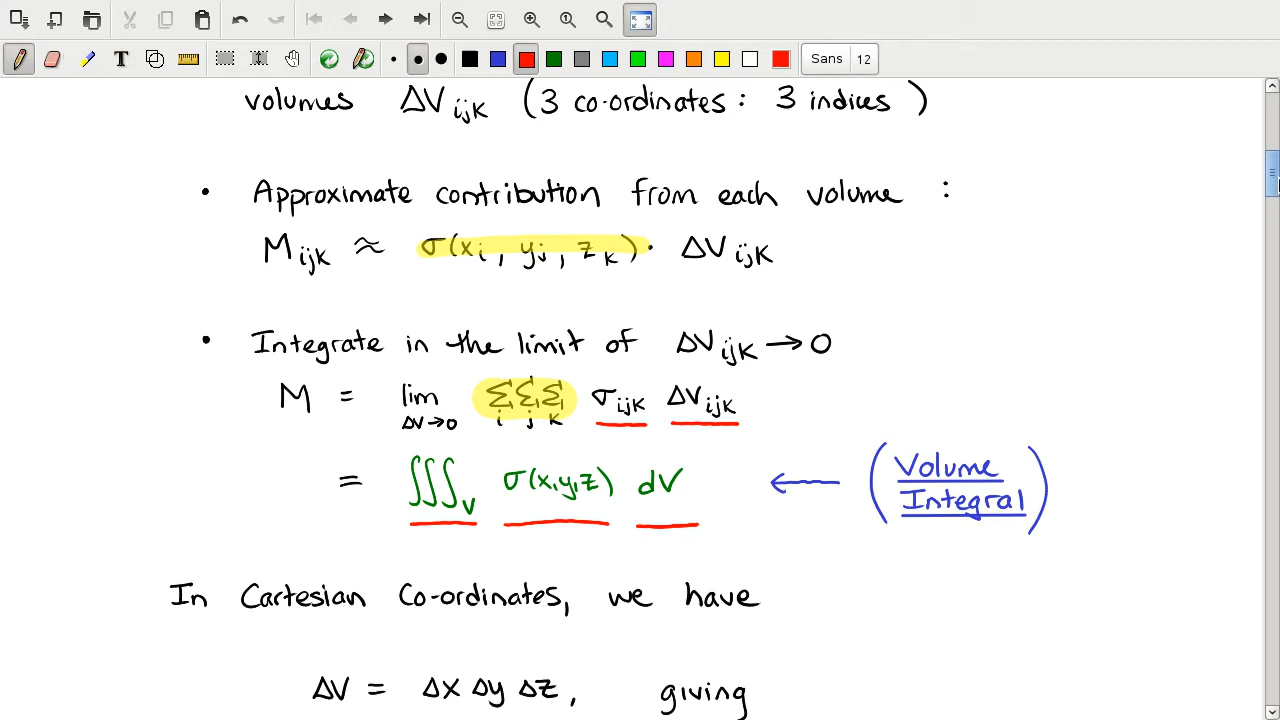 T
Sans 12
volumes ΔV_ijk (3 co-ordinates: 3 indices)
• Approximate contribution from each volume :
M_ijk ≈ σ(x_i, y_j, z_k) · ΔV_ijk
• Integrate in the limit of ΔV_ijk → 0
M = lim_{ΔV→0} Σ_i Σ_j Σ_k σ_ijk ΔV_ijk
= ∭_V σ(x,y,z) dV ← (Volume
Integral)
In Cartesian Co-ordinates, we have
ΔV = Δx Δy Δz, giving